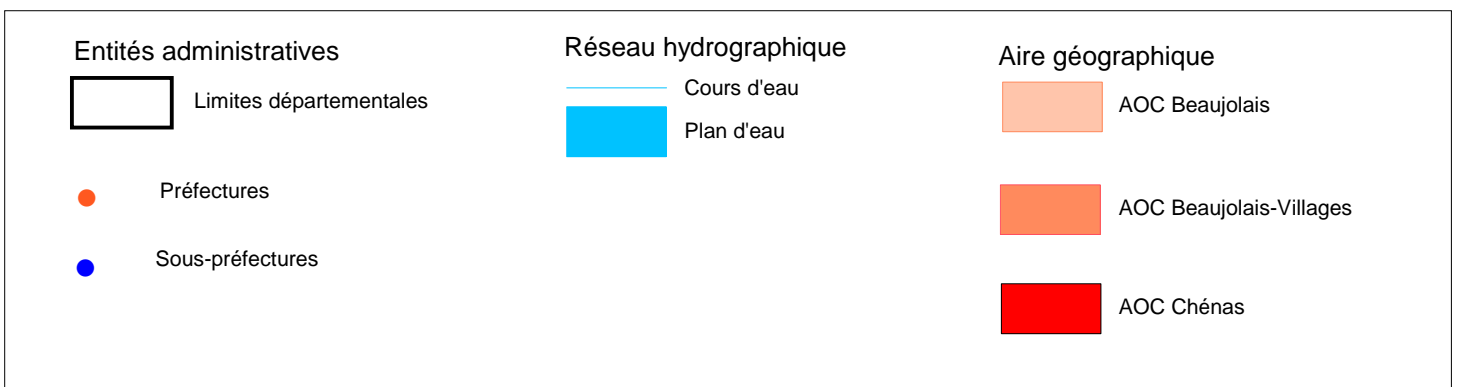 Entités administratives
Limites départementales
Préfectures
Sous-préfectures
Réseau hydrographique
Cours d'eau
Plan d'eau
Aire géographique
AOC Beaujolais
AOC Beaujolais-Villages
AOC Chénas